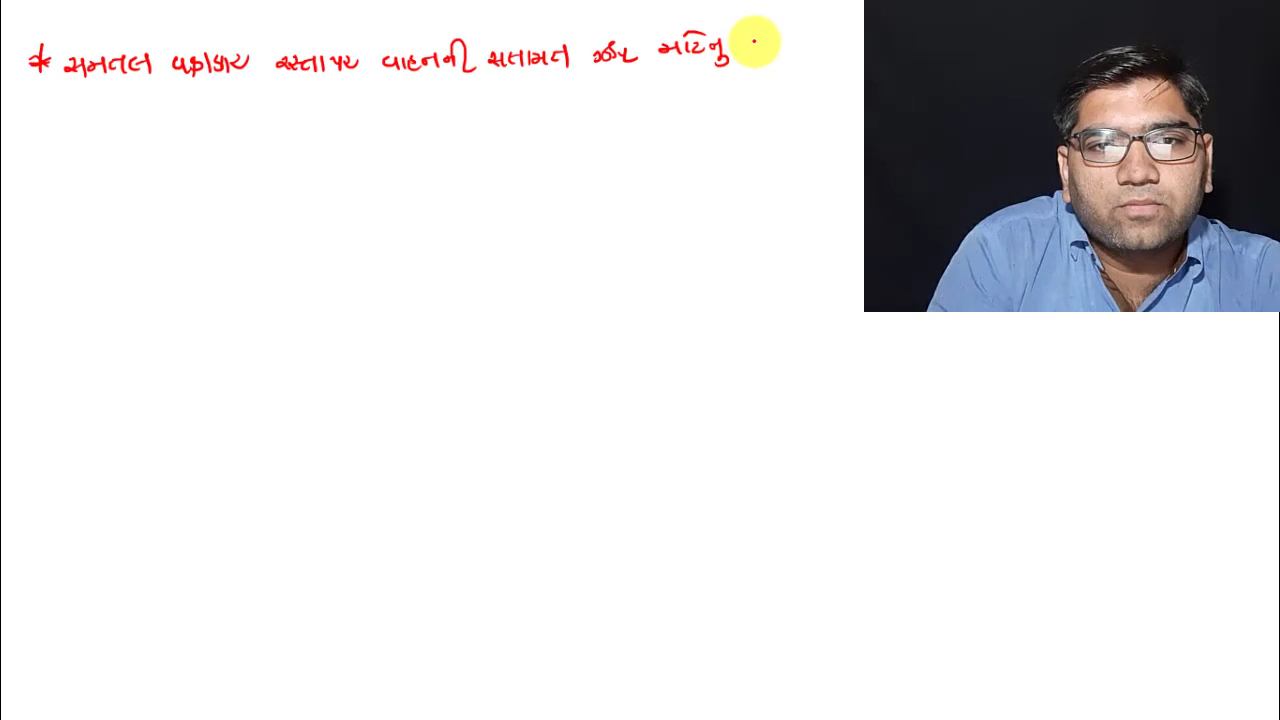 * સમતલ વક્રાકાર રસ્તા પર વાહનની સલામત ઝડપ માટેનુ